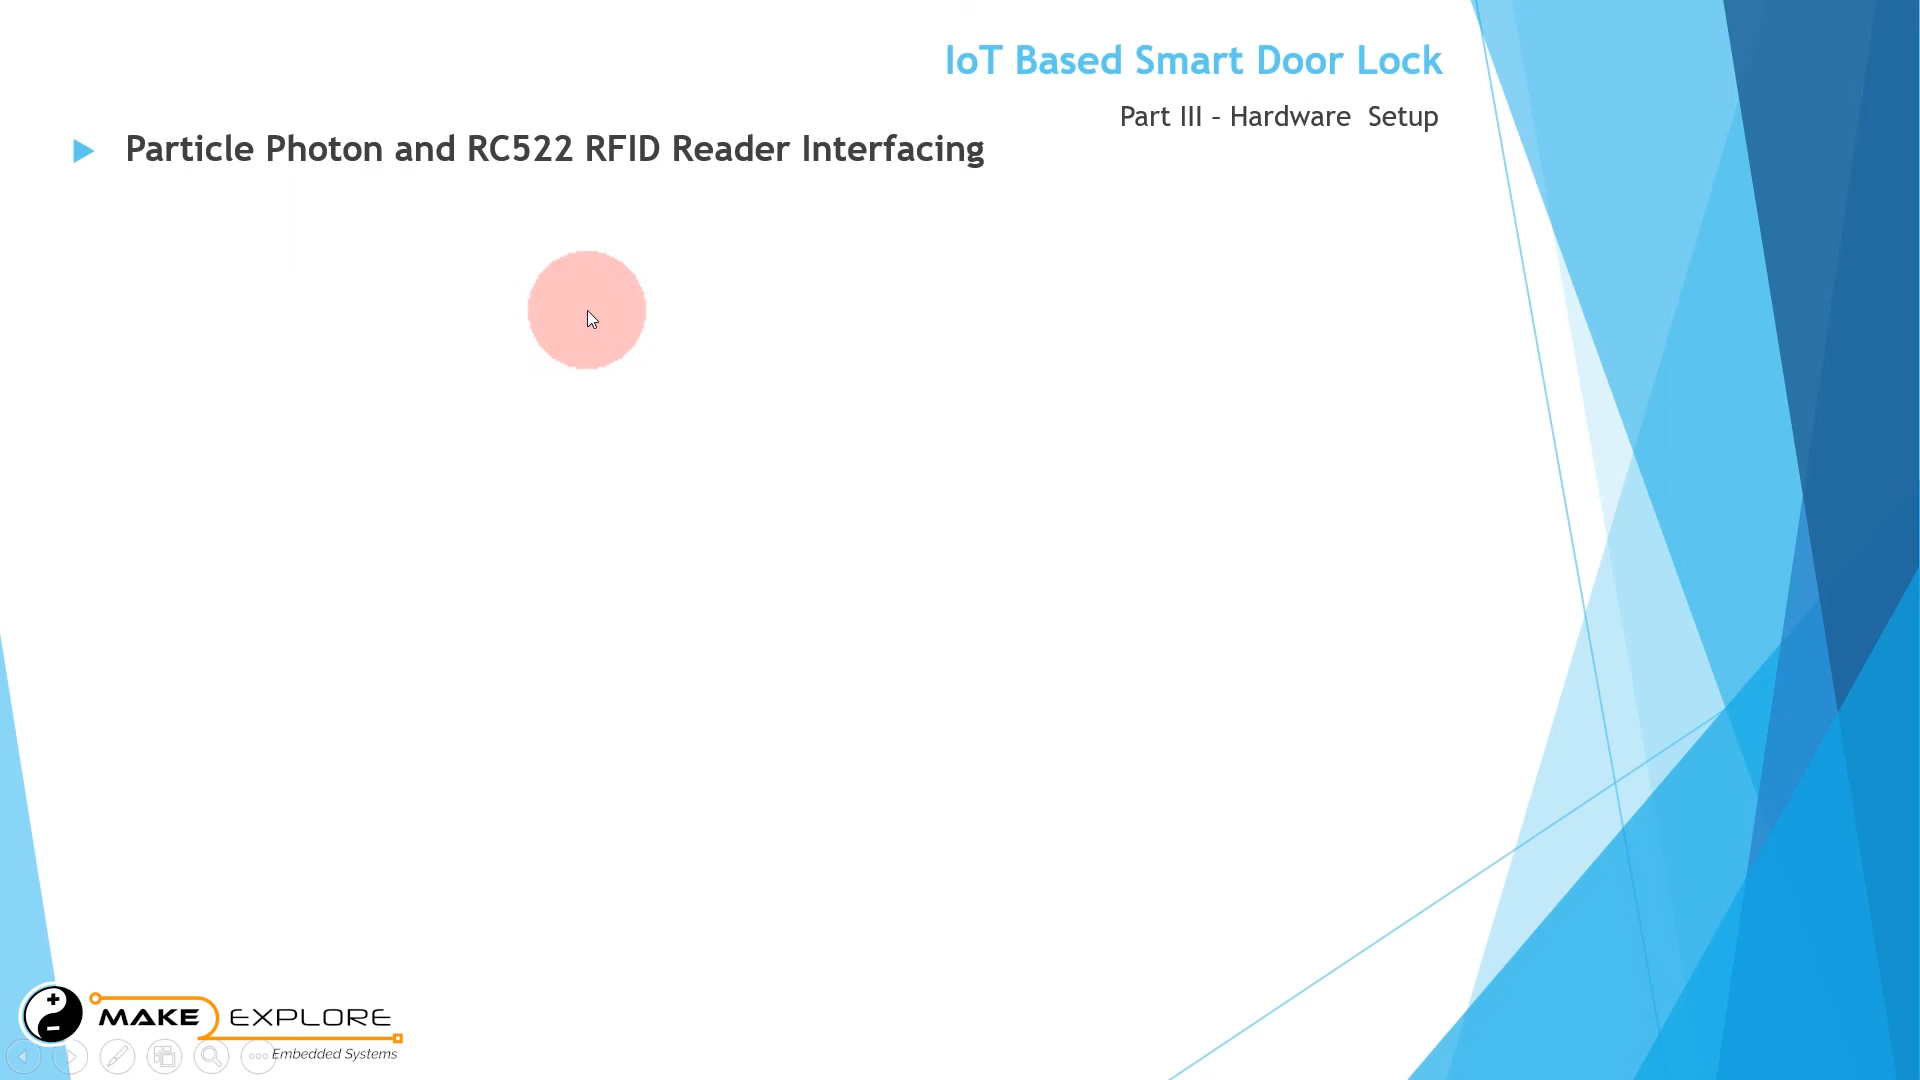 IoT Based Smart Door Lock
Part III – Hardware Setup
Particle Photon and RC522 RFID Reader Interfacing
MAKE EXPLORE
Embedded Systems